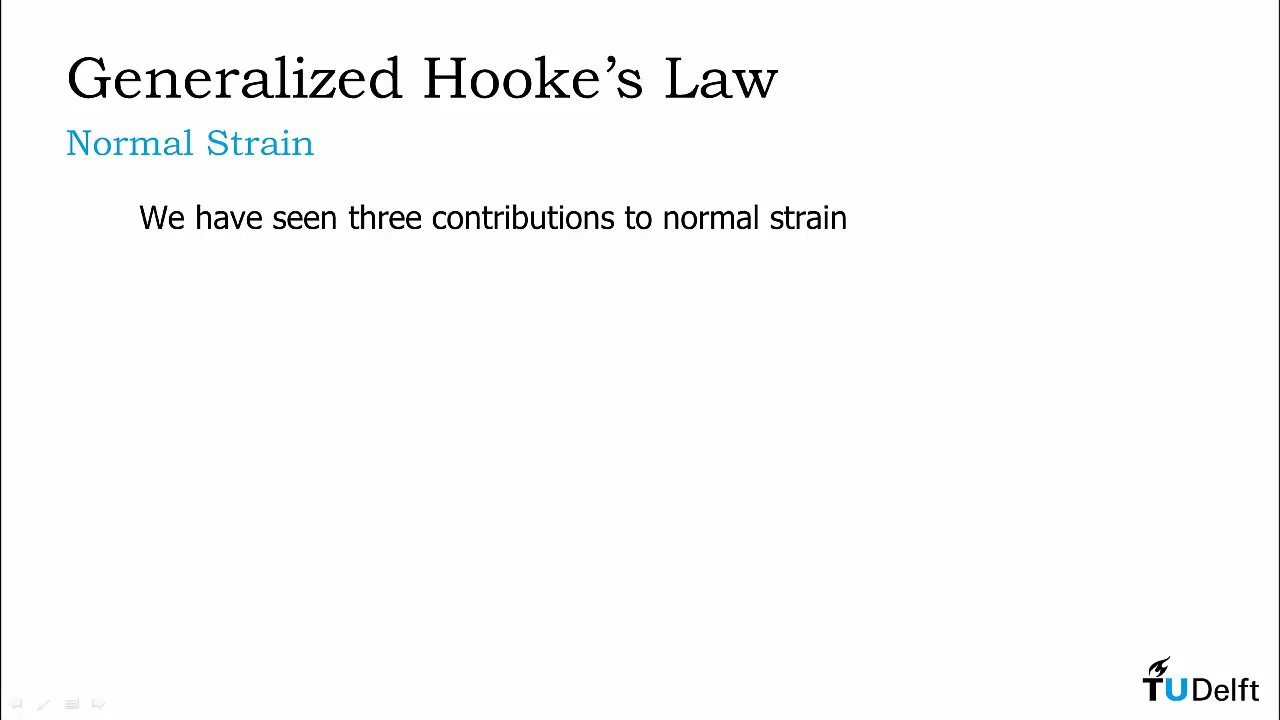 Generalized Hooke’s Law
Normal Strain
We have seen three contributions to normal strain
TUDelft